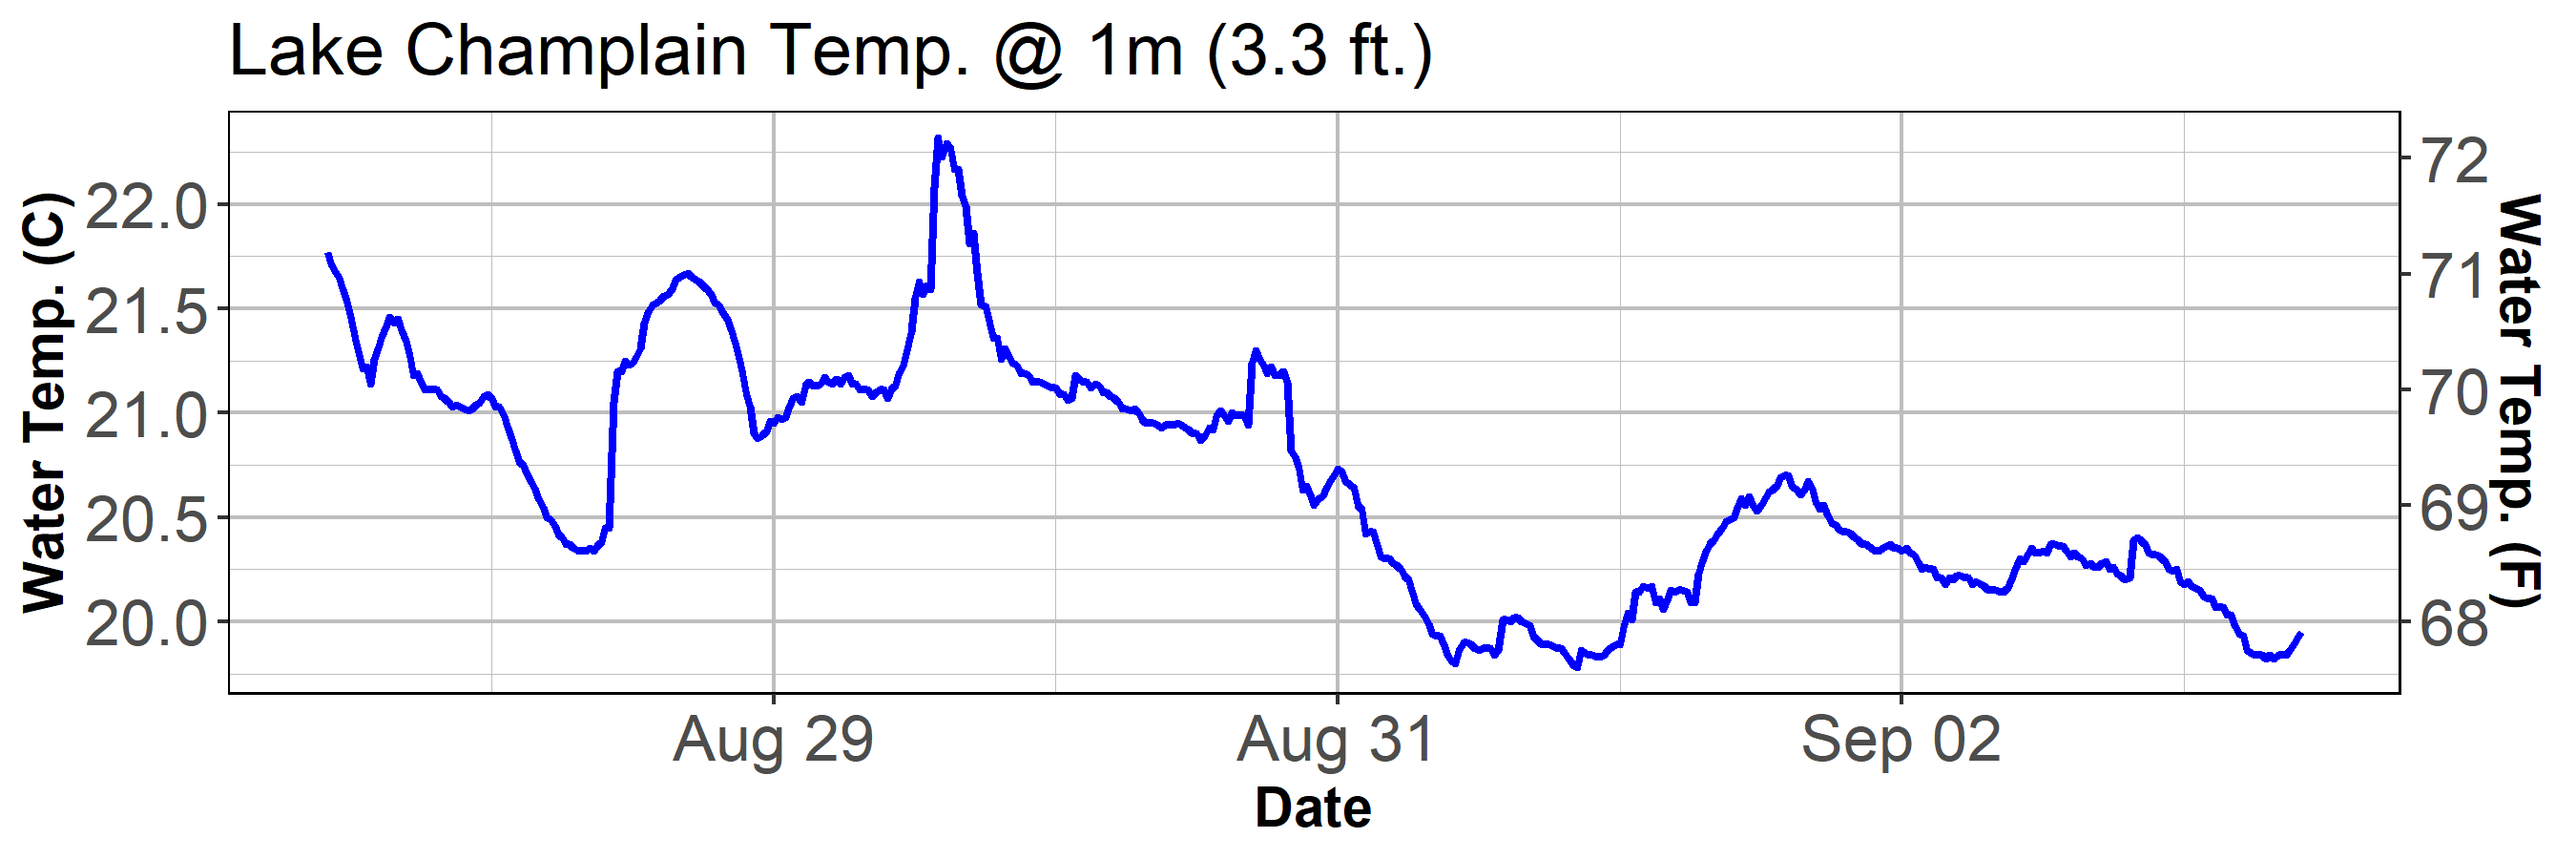 Lake Champlain Temp. @ 1m (3.3 ft.)
Water Temp. (C)
22.0
21.5
21.0
20.5
20.0
72
71
70
69
68
Water Temp. (F)
Aug 29
Aug 31
Sep 02
Date